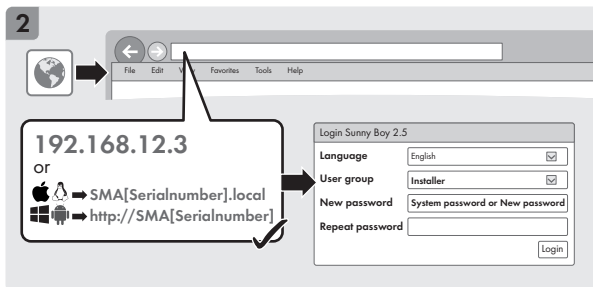 2
File Edit Favorites Tools Help
192.168.12.3
or
SMA[Serialnumber].local
http://SMA[Serialnumber]
Login Sunny Boy 2.5
Language English
User group Installer
New password System password or New password
Repeat password
Login